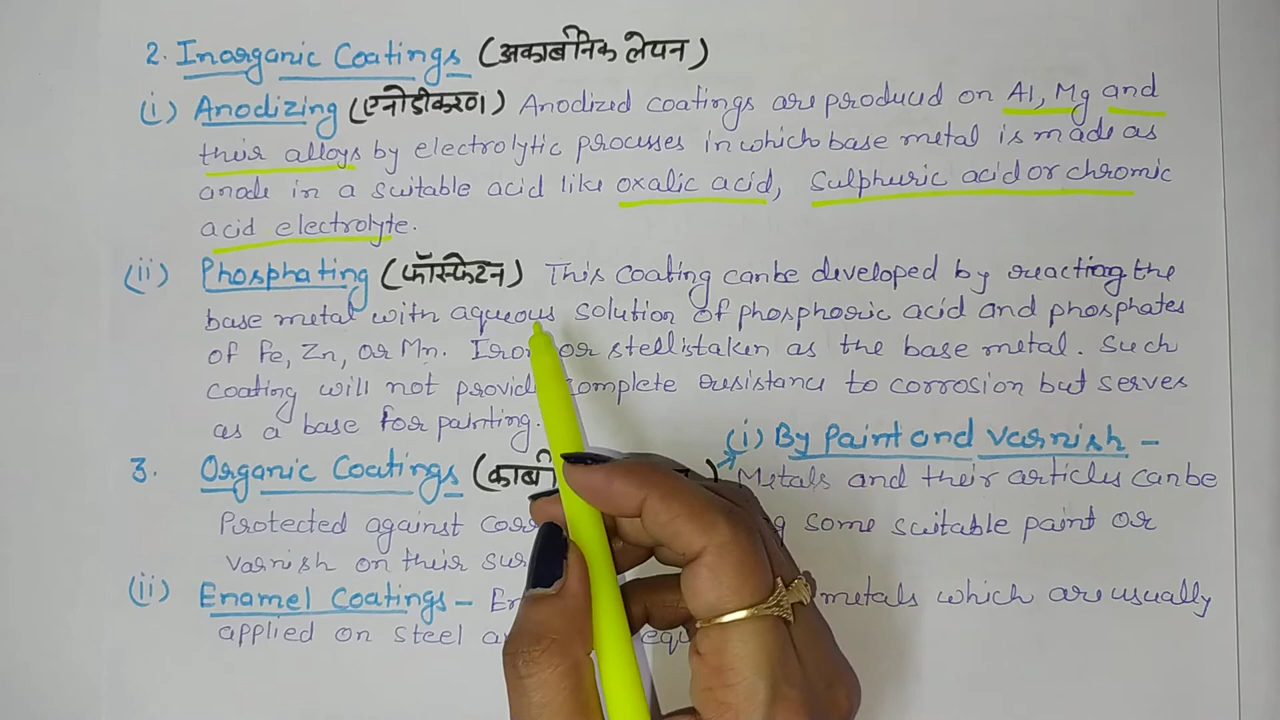 2. Inorganic Coatings (अकार्बनिक लेपन)
(i) Anodizing (एनोडीकरण) Anodized coatings are produced on Al, Mg and
their alloys by electrolytic processes in which base metal is made as
anode in a suitable acid like oxalic acid, Sulphuric acid or chromic
acid electrolyte.
(ii) Phosphating (फॉस्फेटन) This coating can be developed by reacting the
base metal with aqueous solution of phosphoric acid and phosphates
of Fe, Zn, or Mn. Iron or stell is taken as the base metal. Such
coating will not provide complete resistance to corrosion but serves
as a base for painting.
(i) By Paint and Varnish -
3. Organic Coatings Metals and their articles can be
Protected against some suitable paint or
varnish on their
(ii) Enamel Coatings - metals which are usually
applied on steel